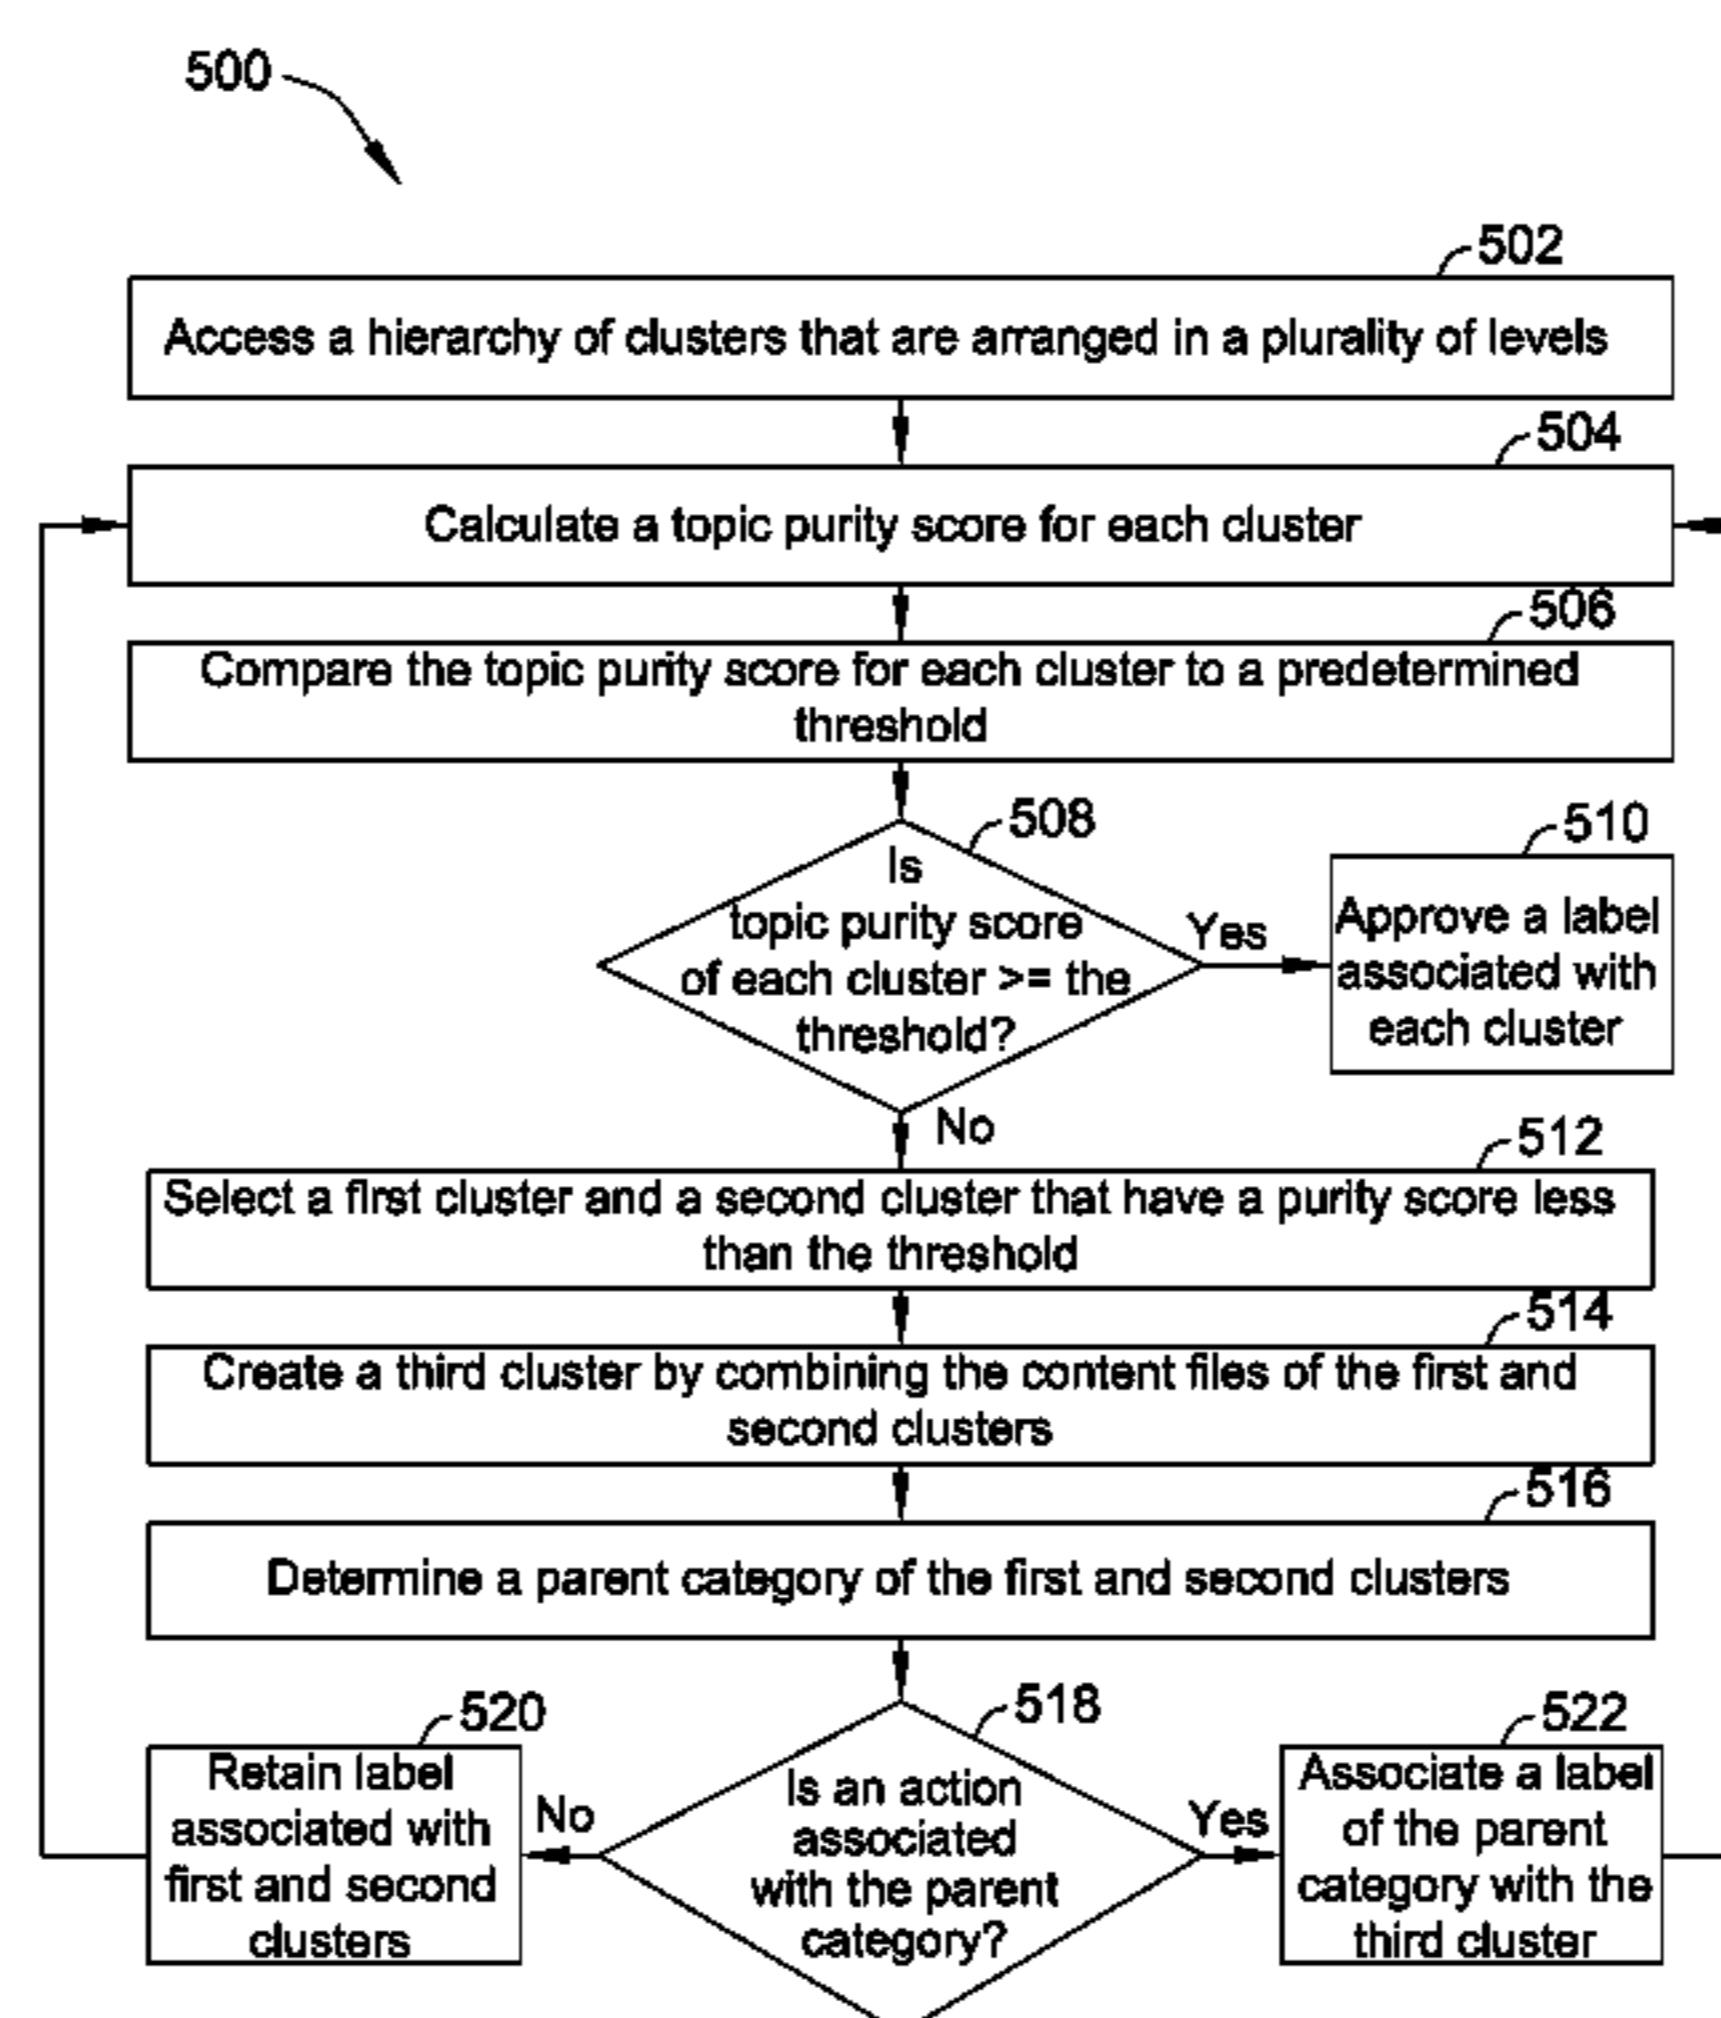 500
502
Access a hierarchy of clusters that are arranged in a plurality of levels
504
Calculate a topic purity score for each cluster
506
Compare the topic purity score for each cluster to a predetermined
threshold
508
Is
topic purity score
of each cluster >= the
threshold?
Yes
510
Approve a label
associated with
each cluster
No
512
Select a first cluster and a second cluster that have a purity score less
than the threshold
514
Create a third cluster by combining the content files of the first and
second clusters
516
Determine a parent category of the first and second clusters
518
Is an action
associated
with the parent
category?
No
520
Retain label
associated with
first and second
clusters
Yes
522
Associate a label
of the parent
category with the
third cluster